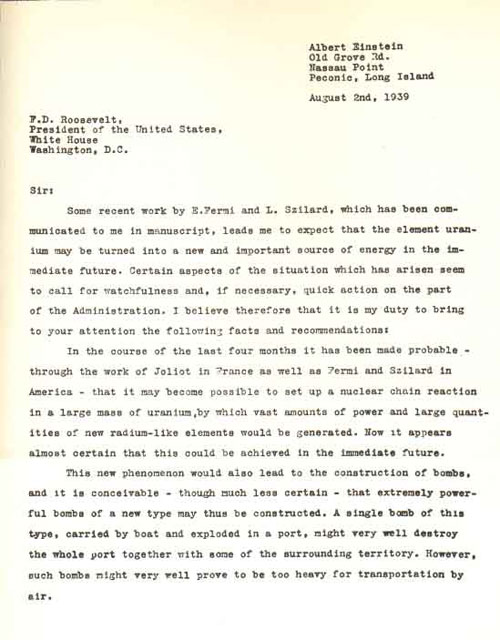 Albert Einstein
Old Grove Rd.
Nassau Point
Peconic, Long Island
August 2nd, 1939
F.D. Roosevelt,
President of the United States,
White House
Washington, D.C.
Sir:
Some recent work by E.Fermi and L. Szilard, which has been com-
municated to me in manuscript, leads me to expect that the element uran-
ium may be turned into a new and important source of energy in the im-
mediate future. Certain aspects of the situation which has arisen seem
to call for watchfulness and, if necessary, quick action on the part
of the Administration. I believe therefore that it is my duty to bring
to your attention the following facts and recommendations:
In the course of the last four months it has been made probable -
through the work of Joliot in France as well as Fermi and Szilard in
America - that it may become possible to set up a nuclear chain reaction
in a large mass of uranium,by which vast amounts of power and large quant-
ities of new radium-like elements would be generated. Now it appears
almost certain that this could be achieved in the immediate future.
This new phenomenon would also lead to the construction of bombs,
and it is conceivable - though much less certain - that extremely power-
ful bombs of a new type may thus be constructed. A single bomb of this
type, carried by boat and exploded in a port, might very well destroy
the whole port together with some of the surrounding territory. However,
such bombs might very well prove to be too heavy for transportation by
air.